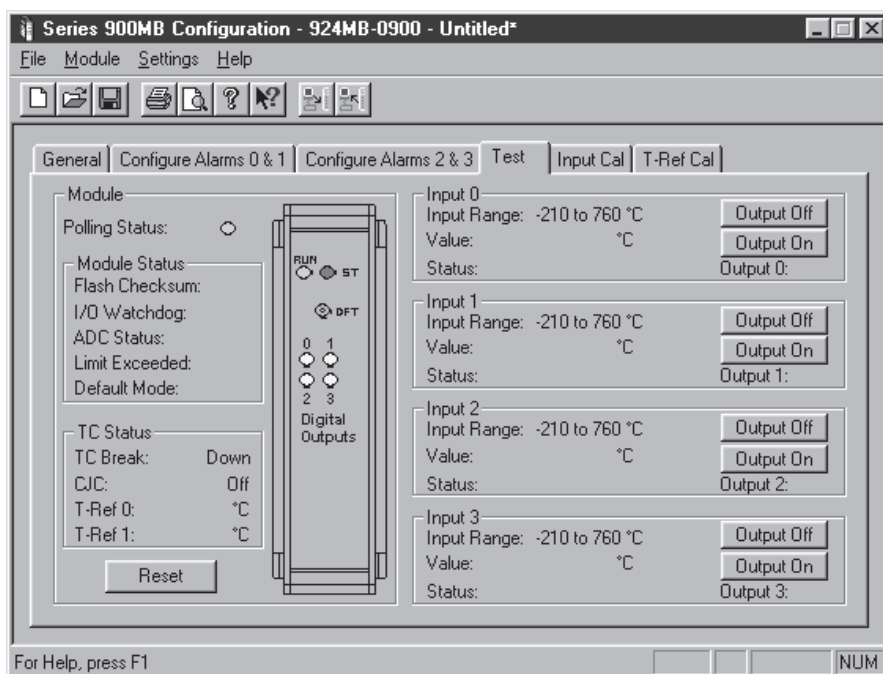 Series 900MB Configuration - 924MB-0900 - Untitled*
File Module Settings Help
General Configure Alarms 0 & 1 Configure Alarms 2 & 3 Test Input Cal T-Ref Cal
Module
Polling Status:
Module Status
Flash Checksum:
I/O Watchdog:
ADC Status:
Limit Exceeded:
Default Mode:
TC Status
TC Break: Down
CJC: Off
T-Ref 0: °C
T-Ref 1: °C
Reset
RUN
ST
DFT
0 1
2 3
Digital
Outputs
Input 0
Input Range: -210 to 760 °C
Output Off
Value: °C
Output On
Status:
Output 0:
Input 1
Input Range: -210 to 760 °C
Output Off
Value: °C
Output On
Status:
Output 1:
Input 2
Input Range: -210 to 760 °C
Output Off
Value: °C
Output On
Status:
Output 2:
Input 3
Input Range: -210 to 760 °C
Output Off
Value: °C
Output On
Status:
Output 3:
For Help, press F1
NUM